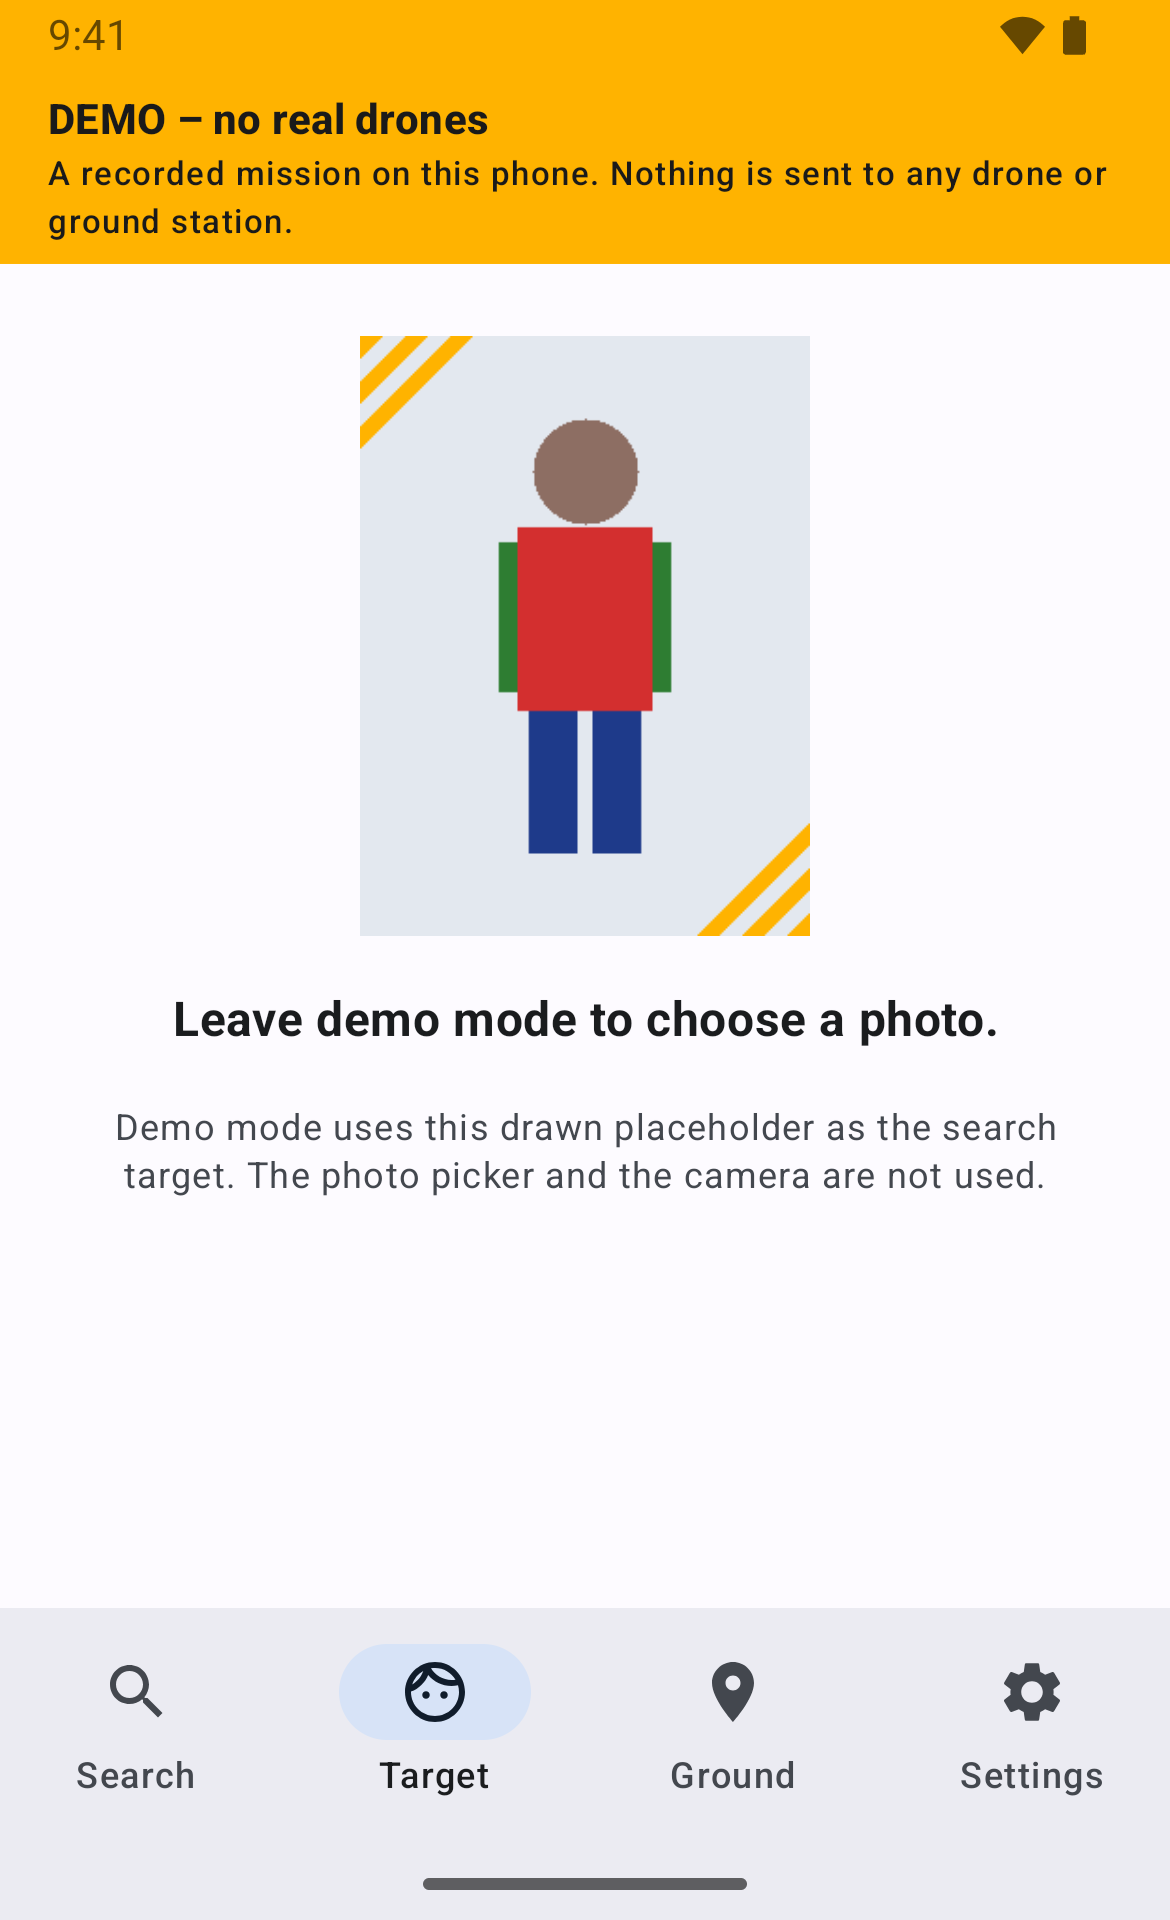 9:41
DEMO – no real drones
A recorded mission on this phone. Nothing is sent to any drone or
ground station.
Leave demo mode to choose a photo.
Demo mode uses this drawn placeholder as the search
target. The photo picker and the camera are not used.
Search
Target
Ground
Settings